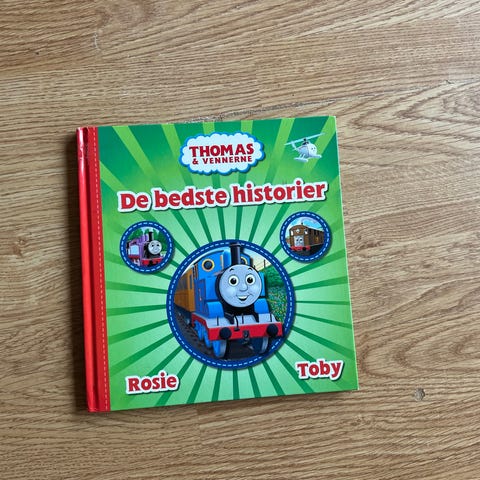 THOMAS
& VENNERNE
De bedste historier
Rosie
Toby